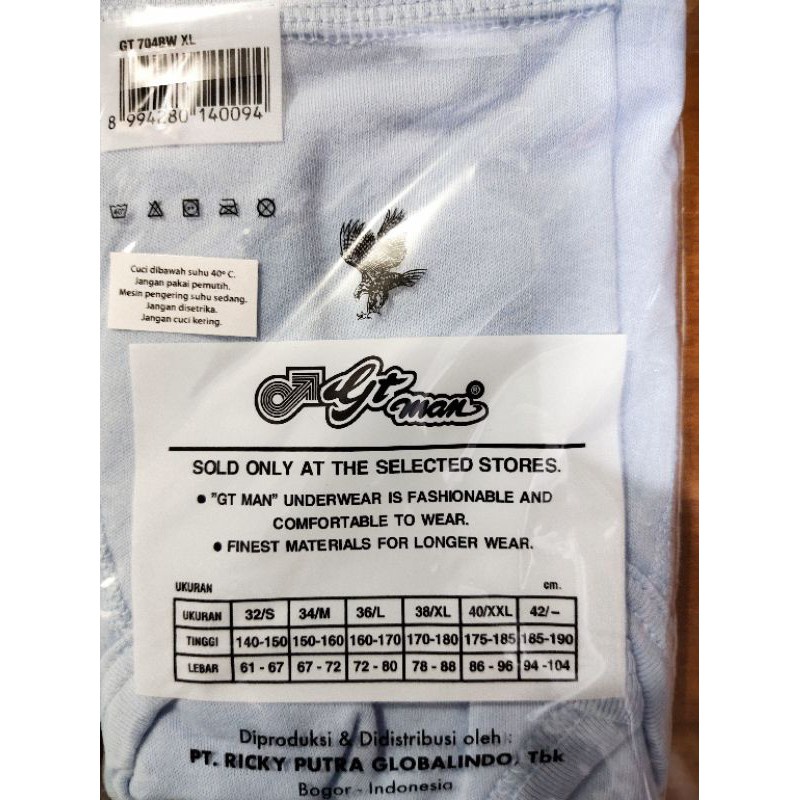 GT 704BW XL
8 994280 140094
Cuci dibawah suhu 40º C.
Jangan pakai pemutih.
Mesin pengering suhu sedang.
Jangan disetrika.
Jangan cuci kering.
Gt man®
SOLD ONLY AT THE SELECTED STORES.
● "GT MAN" UNDERWEAR IS FASHIONABLE AND
COMFORTABLE TO WEAR.
● FINEST MATERIALS FOR LONGER WEAR.
UKURAN cm.
UKURAN 32/S 34/M 36/L 38/XL 40/XXL 42/–
TINGGI 140-150 150-160 160-170 170-180 175-185 185-190
LEBAR 61 - 67 67 - 72 72 - 80 78 - 88 86 - 96 94 -104
Diproduksi & Didistribusi oleh :
PT. RICKY PUTRA GLOBALINDO, Tbk
Bogor - Indonesia